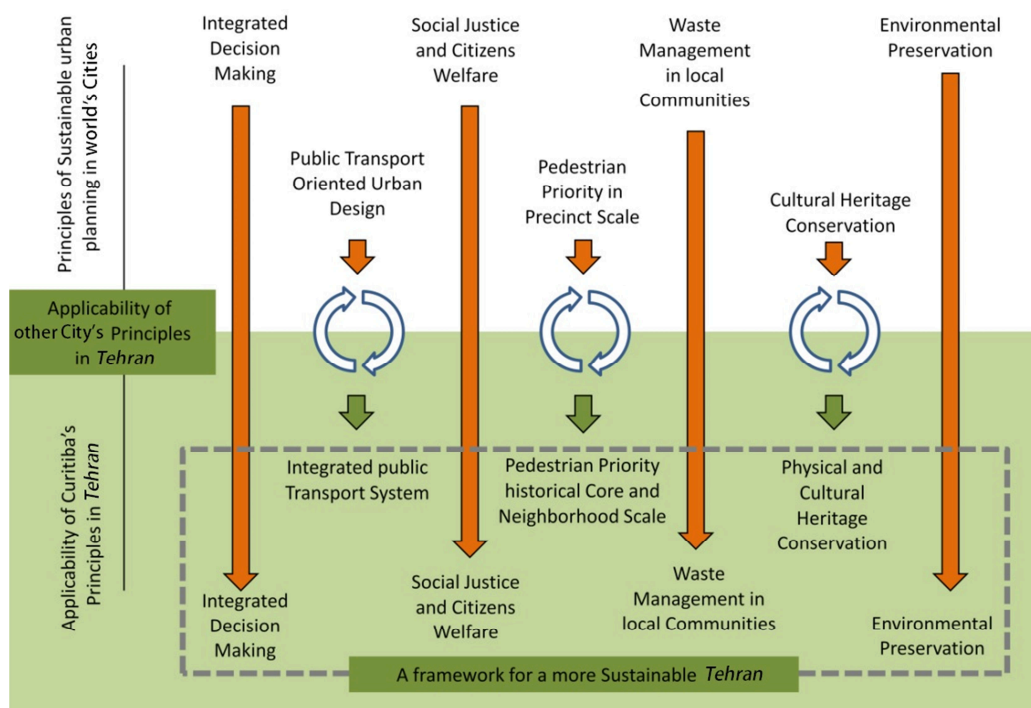 Integrated
Decision
Making
Social Justice
and Citizens
Welfare
Waste
Management
in local
Communities
Environmental
Preservation
Public Transport
Oriented Urban
Design
Pedestrian
Priority in
Precinct Scale
Cultural Heritage
Conservation
Principles of Sustainable urban
planning in world's Cities
Applicability of
other City's Principles
in Tehran
Applicability of Curitiba's
Principles in Tehran
Integrated public
Transport System
Pedestrian Priority
historical Core and
Neighborhood Scale
Physical and
Cultural
Heritage
Conservation
Integrated
Decision
Making
Social Justice
and Citizens
Welfare
Waste
Management in
local Communities
Environmental
Preservation
A framework for a more Sustainable Tehran